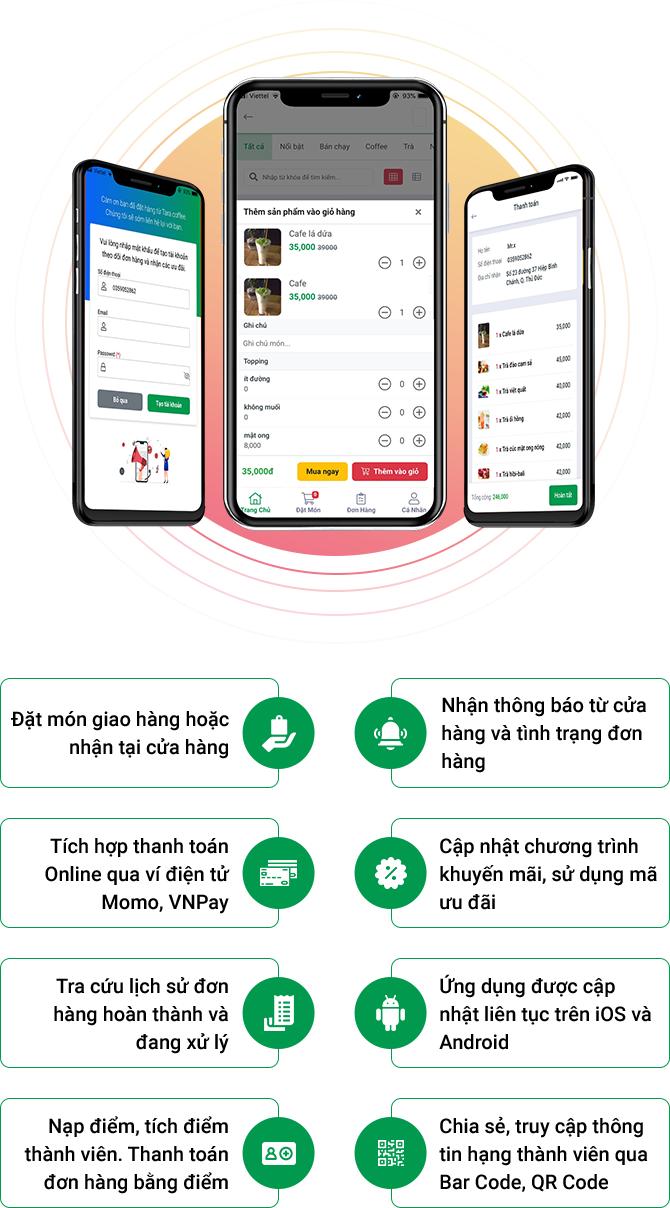 Viettel
93%
Tất cả
Nổi bật
Bán chạy
Coffee
Trà
N
Nhập từ khóa để tìm kiếm...
Thêm sản phẩm vào giỏ hàng
Cafe lá dứa
35,000 39000
1
Cafe
35,000 39000
1
Ghi chú
Ghi chú món...
Topping
ít đường
0
0
không muối
0
0
mật ong
8,000
0
35,000đ
Mua ngay
Thêm vào giỏ
Trang Chủ
Đặt Món
Đơn Hàng
Cá Nhân
Viettel
Cảm ơn bạn đã đặt hàng từ Tara coffee.
Chúng tôi sẽ sớm liên hệ lại với bạn.
Vui lòng nhập mật khẩu để tạo tài khoản
theo dõi đơn hàng và nhận các ưu đãi.
Số điện thoại
0359052862
Email
Password (*)
Bỏ qua
Tạo tài khoản
Thanh toán
Họ tên
Mr.x
Số điện thoại
0359052862
Địa chỉ nhận
Số 23 đường 37 Hiệp Bình
Chánh, Q. Thủ Đức
1 x Cafe lá dứa
35,000
1 x Trà đào cam sả
45,000
1 x Trà việt quất
40,000
1 x Trà ổi hồng
42,000
1 x Trà cúc mật ong nóng
42,000
1 x Trà hibi-bali
42,000
Tổng cộng: 246,000
Hoàn tất
Đặt món giao hàng hoặc
nhận tại cửa hàng
Nhận thông báo từ cửa
hàng và tình trạng đơn
hàng
Tích hợp thanh toán
Online qua ví điện tử
Momo, VNPay
Cập nhật chương trình
khuyến mãi, sử dụng mã
ưu đãi
Tra cứu lịch sử đơn
hàng hoàn thành và
đang xử lý
Ứng dụng được cập
nhật liên tục trên iOS và
Android
Nạp điểm, tích điểm
thành viên. Thanh toán
đơn hàng bằng điểm
Chia sẻ, truy cập thông
tin hạng thành viên qua
Bar Code, QR Code